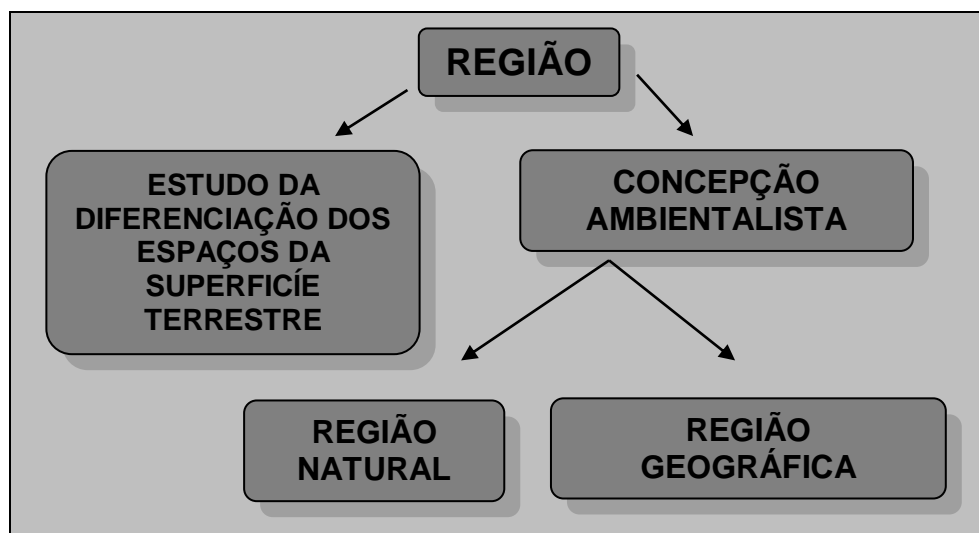 REGIÃO
ESTUDO DA
DIFERENCIAÇÃO DOS
ESPAÇOS DA
SUPERFICÍE
TERRESTRE
CONCEPÇÃO
AMBIENTALISTA
REGIÃO
NATURAL
REGIÃO
GEOGRÁFICA